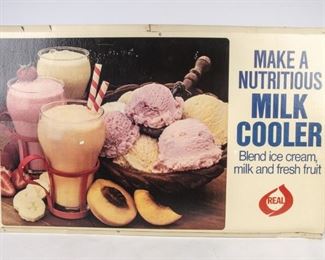 MAKE A
NUTRITIOUS
MILK
COOLER
Blend ice cream,
milk and fresh fruit
REAL